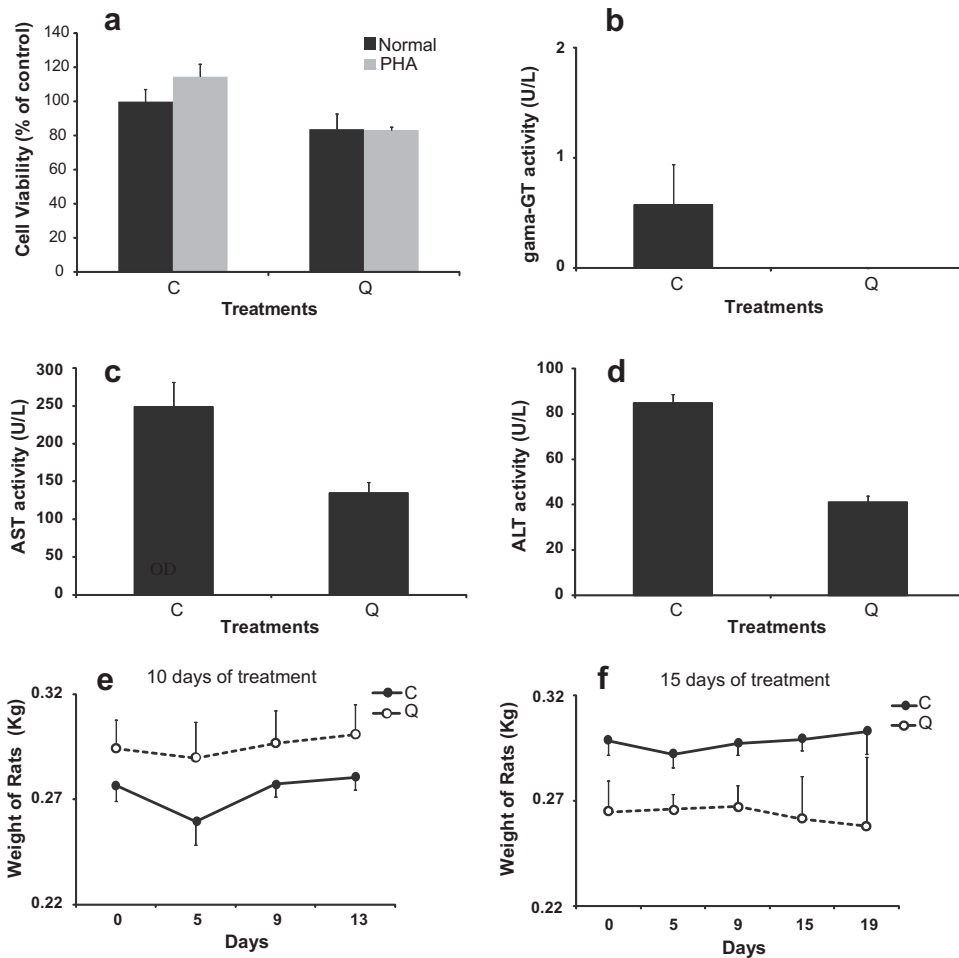 a
Cell Viability (% of control)
140
120
100
80
60
40
20
0
Normal
PHA
C
Q
Treatments
b
gama-GT activity (U/L)
2
1
0
C
Q
Treatments
c
AST activity (U/L)
300
250
200
150
100
50
0
OD
C
Q
Treatments
d
ALT activity (U/L)
100
80
60
40
20
0
C
Q
Treatments
e
10 days of treatment
C
Q
Weight of Rats (Kg)
0.32
0.27
0.22
0 5 9 13
Days
f
15 days of treatment
C
Q
Weight of Rats (Kg)
0.32
0.27
0.22
0 5 9 15 19
Days